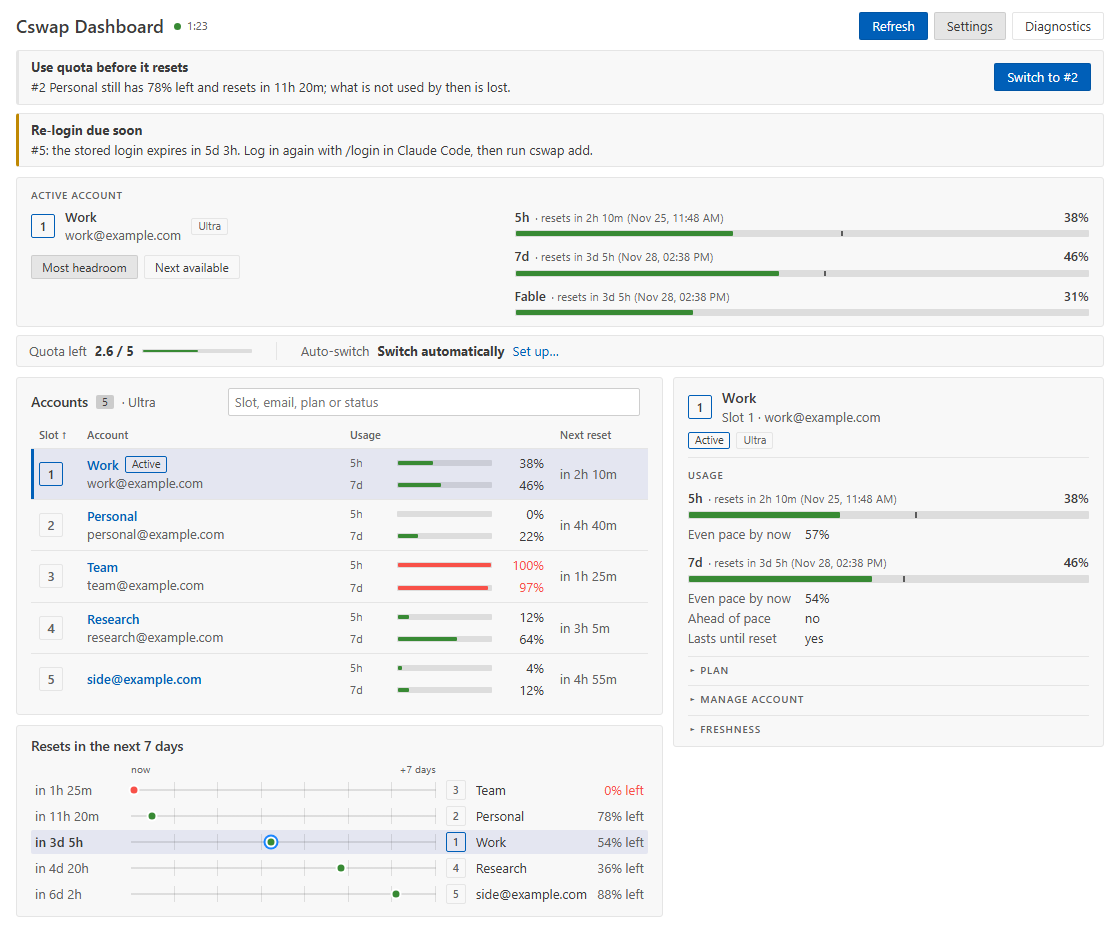 Cswap Dashboard 1:23
Refresh Settings Diagnostics
Use quota before it resets
#2 Personal still has 78% left and resets in 11h 20m; what is not used by then is lost.
Switch to #2
Re-login due soon
#5: the stored login expires in 5d 3h. Log in again with /login in Claude Code, then run cswap add.
ACTIVE ACCOUNT
1 Work
work@example.com
Ultra
Most headroom Next available
5h · resets in 2h 10m (Nov 25, 11:48 AM) 38%
7d · resets in 3d 5h (Nov 28, 02:38 PM) 46%
Fable · resets in 3d 5h (Nov 28, 02:38 PM) 31%
Quota left 2.6 / 5 Auto-switch Switch automatically Set up...
Accounts 5 · Ultra Slot, email, plan or status
Slot ↑ Account Usage Next reset
1 Work Active 5h 38% in 2h 10m
work@example.com 7d 46%
2 Personal 5h 0% in 4h 40m
personal@example.com 7d 22%
3 Team 5h 100% in 1h 25m
team@example.com 7d 97%
4 Research 5h 12% in 3h 5m
research@example.com 7d 64%
5 side@example.com 5h 4% in 4h 55m
7d 12%
1 Work
Slot 1 · work@example.com
Active Ultra
USAGE
5h · resets in 2h 10m (Nov 25, 11:48 AM) 38%
Even pace by now 57%
7d · resets in 3d 5h (Nov 28, 02:38 PM) 46%
Even pace by now 54%
Ahead of pace no
Lasts until reset yes
PLAN
MANAGE ACCOUNT
FRESHNESS
Resets in the next 7 days
now +7 days
in 1h 25m 3 Team 0% left
in 11h 20m 2 Personal 78% left
in 3d 5h 1 Work 54% left
in 4d 20h 4 Research 36% left
in 6d 2h 5 side@example.com 88% left